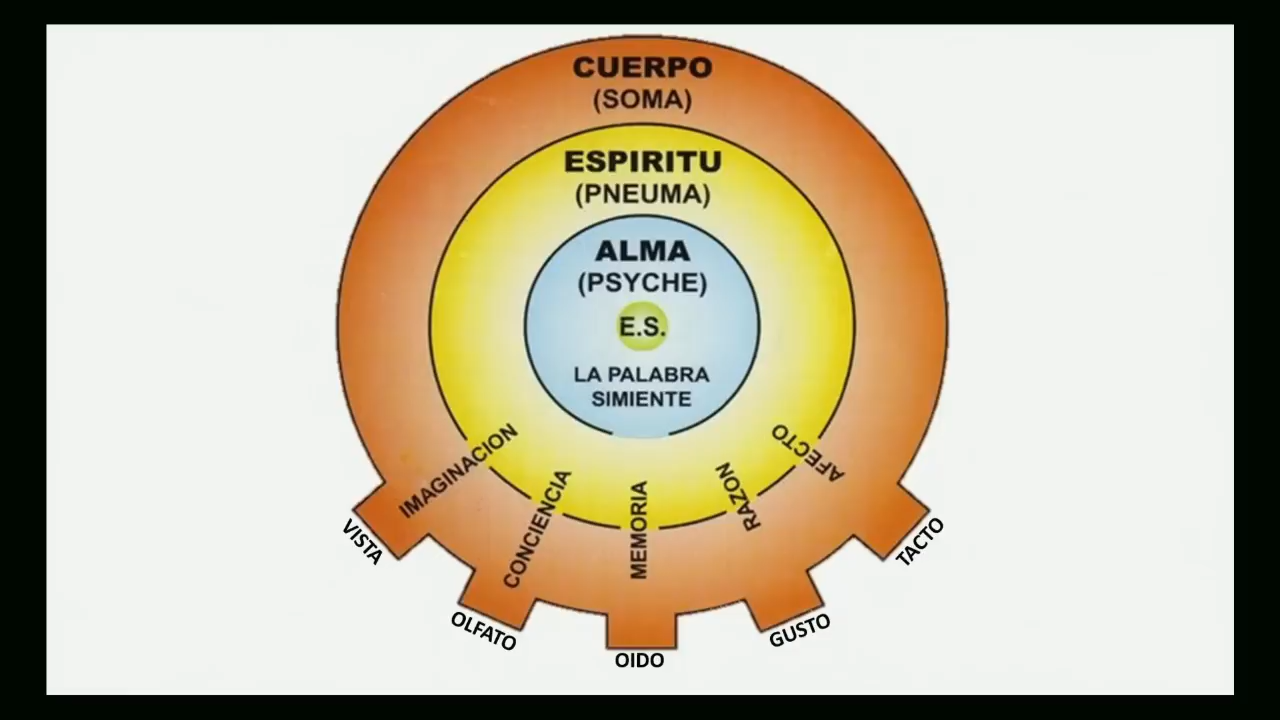 CUERPO
(SOMA)
ESPIRITU
(PNEUMA)
ALMA
(PSYCHE)
E.S.
LA PALABRA
SIMIENTE
IMAGINACION
CONCIENCIA
MEMORIA
RAZON
AFECTO
VISTA
OLFATO
OIDO
GUSTO
TACTO